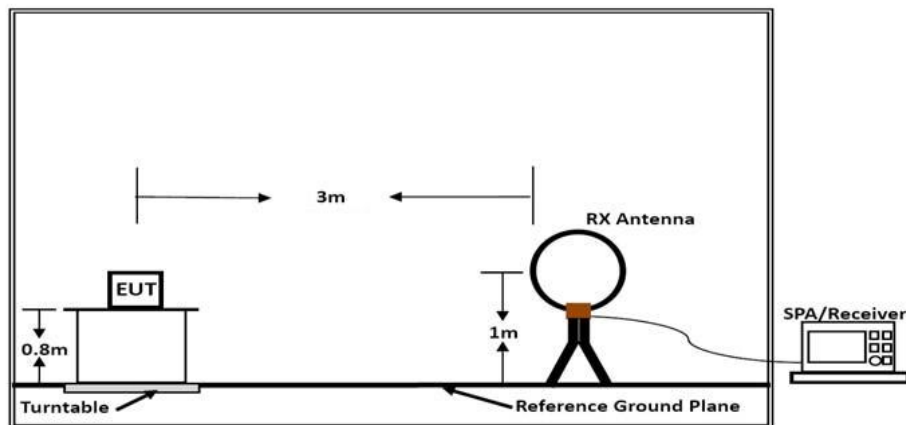 3m
RX Antenna
EUT
SPA/Receiver
0.8m
1m
Turntable
Reference Ground Plane